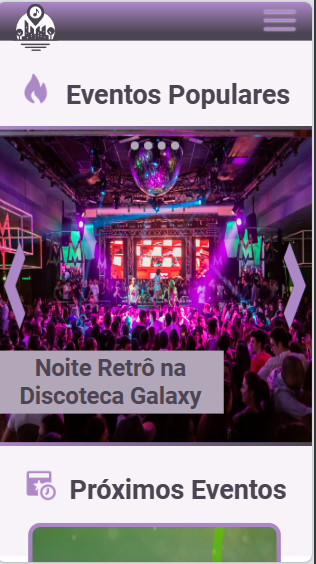 Eventos Populares
Noite Retrô na
Discoteca Galaxy
Próximos Eventos